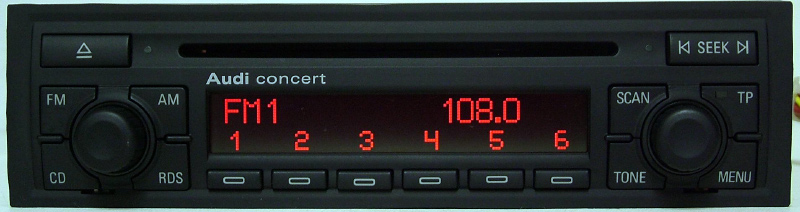 SEEK
Audi concert
FM AM
FM1 108.0
SCAN TP
1 2 3 4 5 6
CD RDS
TONE MENU